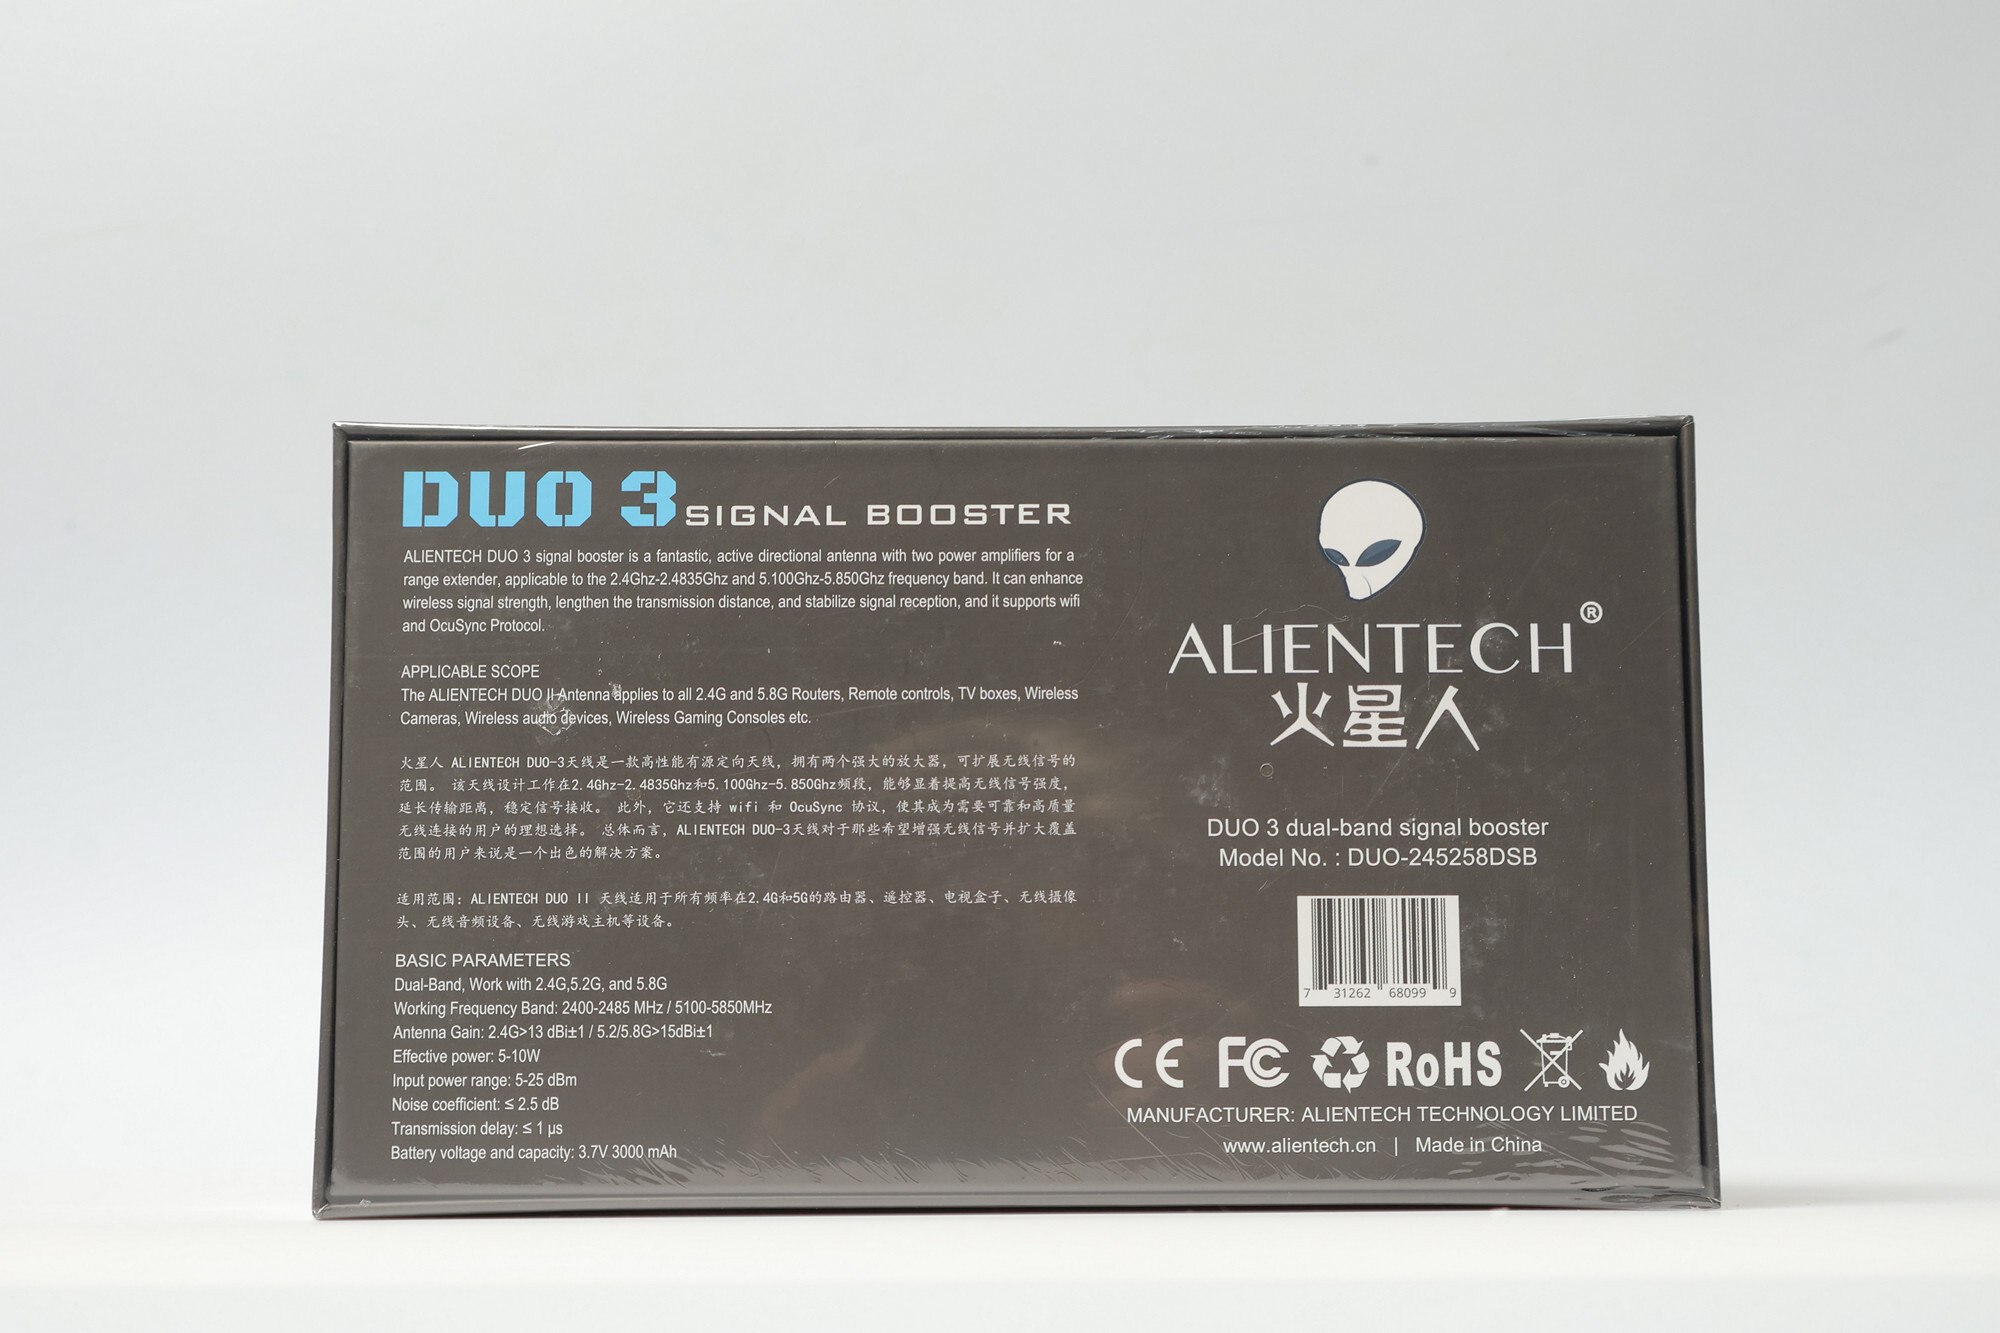 DUO 3 SIGNAL BOOSTER
ALIENTECH DUO 3 signal booster is a fantastic, active directional antenna with two power amplifiers for a
range extender, applicable to the 2.4Ghz-2.4835Ghz and 5.100Ghz-5.850Ghz frequency band. It can enhance
wireless signal strength, lengthen the transmission distance, and stabilize signal reception, and it supports wifi
and OcuSync Protocol.
APPLICABLE SCOPE
The ALIENTECH DUO II Antenna applies to all 2.4G and 5.8G Routers, Remote controls, TV boxes, Wireless
Cameras, Wireless audio devices, Wireless Gaming Consoles etc.
火星人 ALIENTECH DUO-3天线是一款高性能有源定向天线，拥有两个强大的放大器，可扩展无线信号的
范围。 该天线设计工作在2.4Ghz-2.4835Ghz和5.100Ghz-5.850Ghz频段，能够显着提高无线信号强度，
延长传输距离，稳定信号接收。 此外，它还支持 wifi 和 OcuSync 协议，使其成为需要可靠和高质量
无线连接的用户的理想选择。 总体而言，ALIENTECH DUO-3天线对于那些希望增强无线信号并扩大覆盖
范围的用户来说是一个出色的解决方案。
适用范围：ALIENTECH DUO II 天线适用于所有频率在2.4G和5G的路由器、遥控器、电视盒子、无线摄像
头、无线音频设备、无线游戏主机等设备。
BASIC PARAMETERS
Dual-Band, Work with 2.4G,5.2G, and 5.8G
Working Frequency Band: 2400-2485 MHz / 5100-5850MHz
Antenna Gain: 2.4G>13 dBi±1 / 5.2/5.8G>15dBi±1
Effective power: 5-10W
Input power range: 5-25 dBm
Noise coefficient: ≤ 2.5 dB
Transmission delay: ≤ 1 μs
Battery voltage and capacity: 3.7V 3000 mAh
ALIENTECH®
火星人
DUO 3 dual-band signal booster
Model No. : DUO-245258DSB
7 31262 68099 9
CE FC RoHS
MANUFACTURER: ALIENTECH TECHNOLOGY LIMITED
www.alientech.cn | Made in China